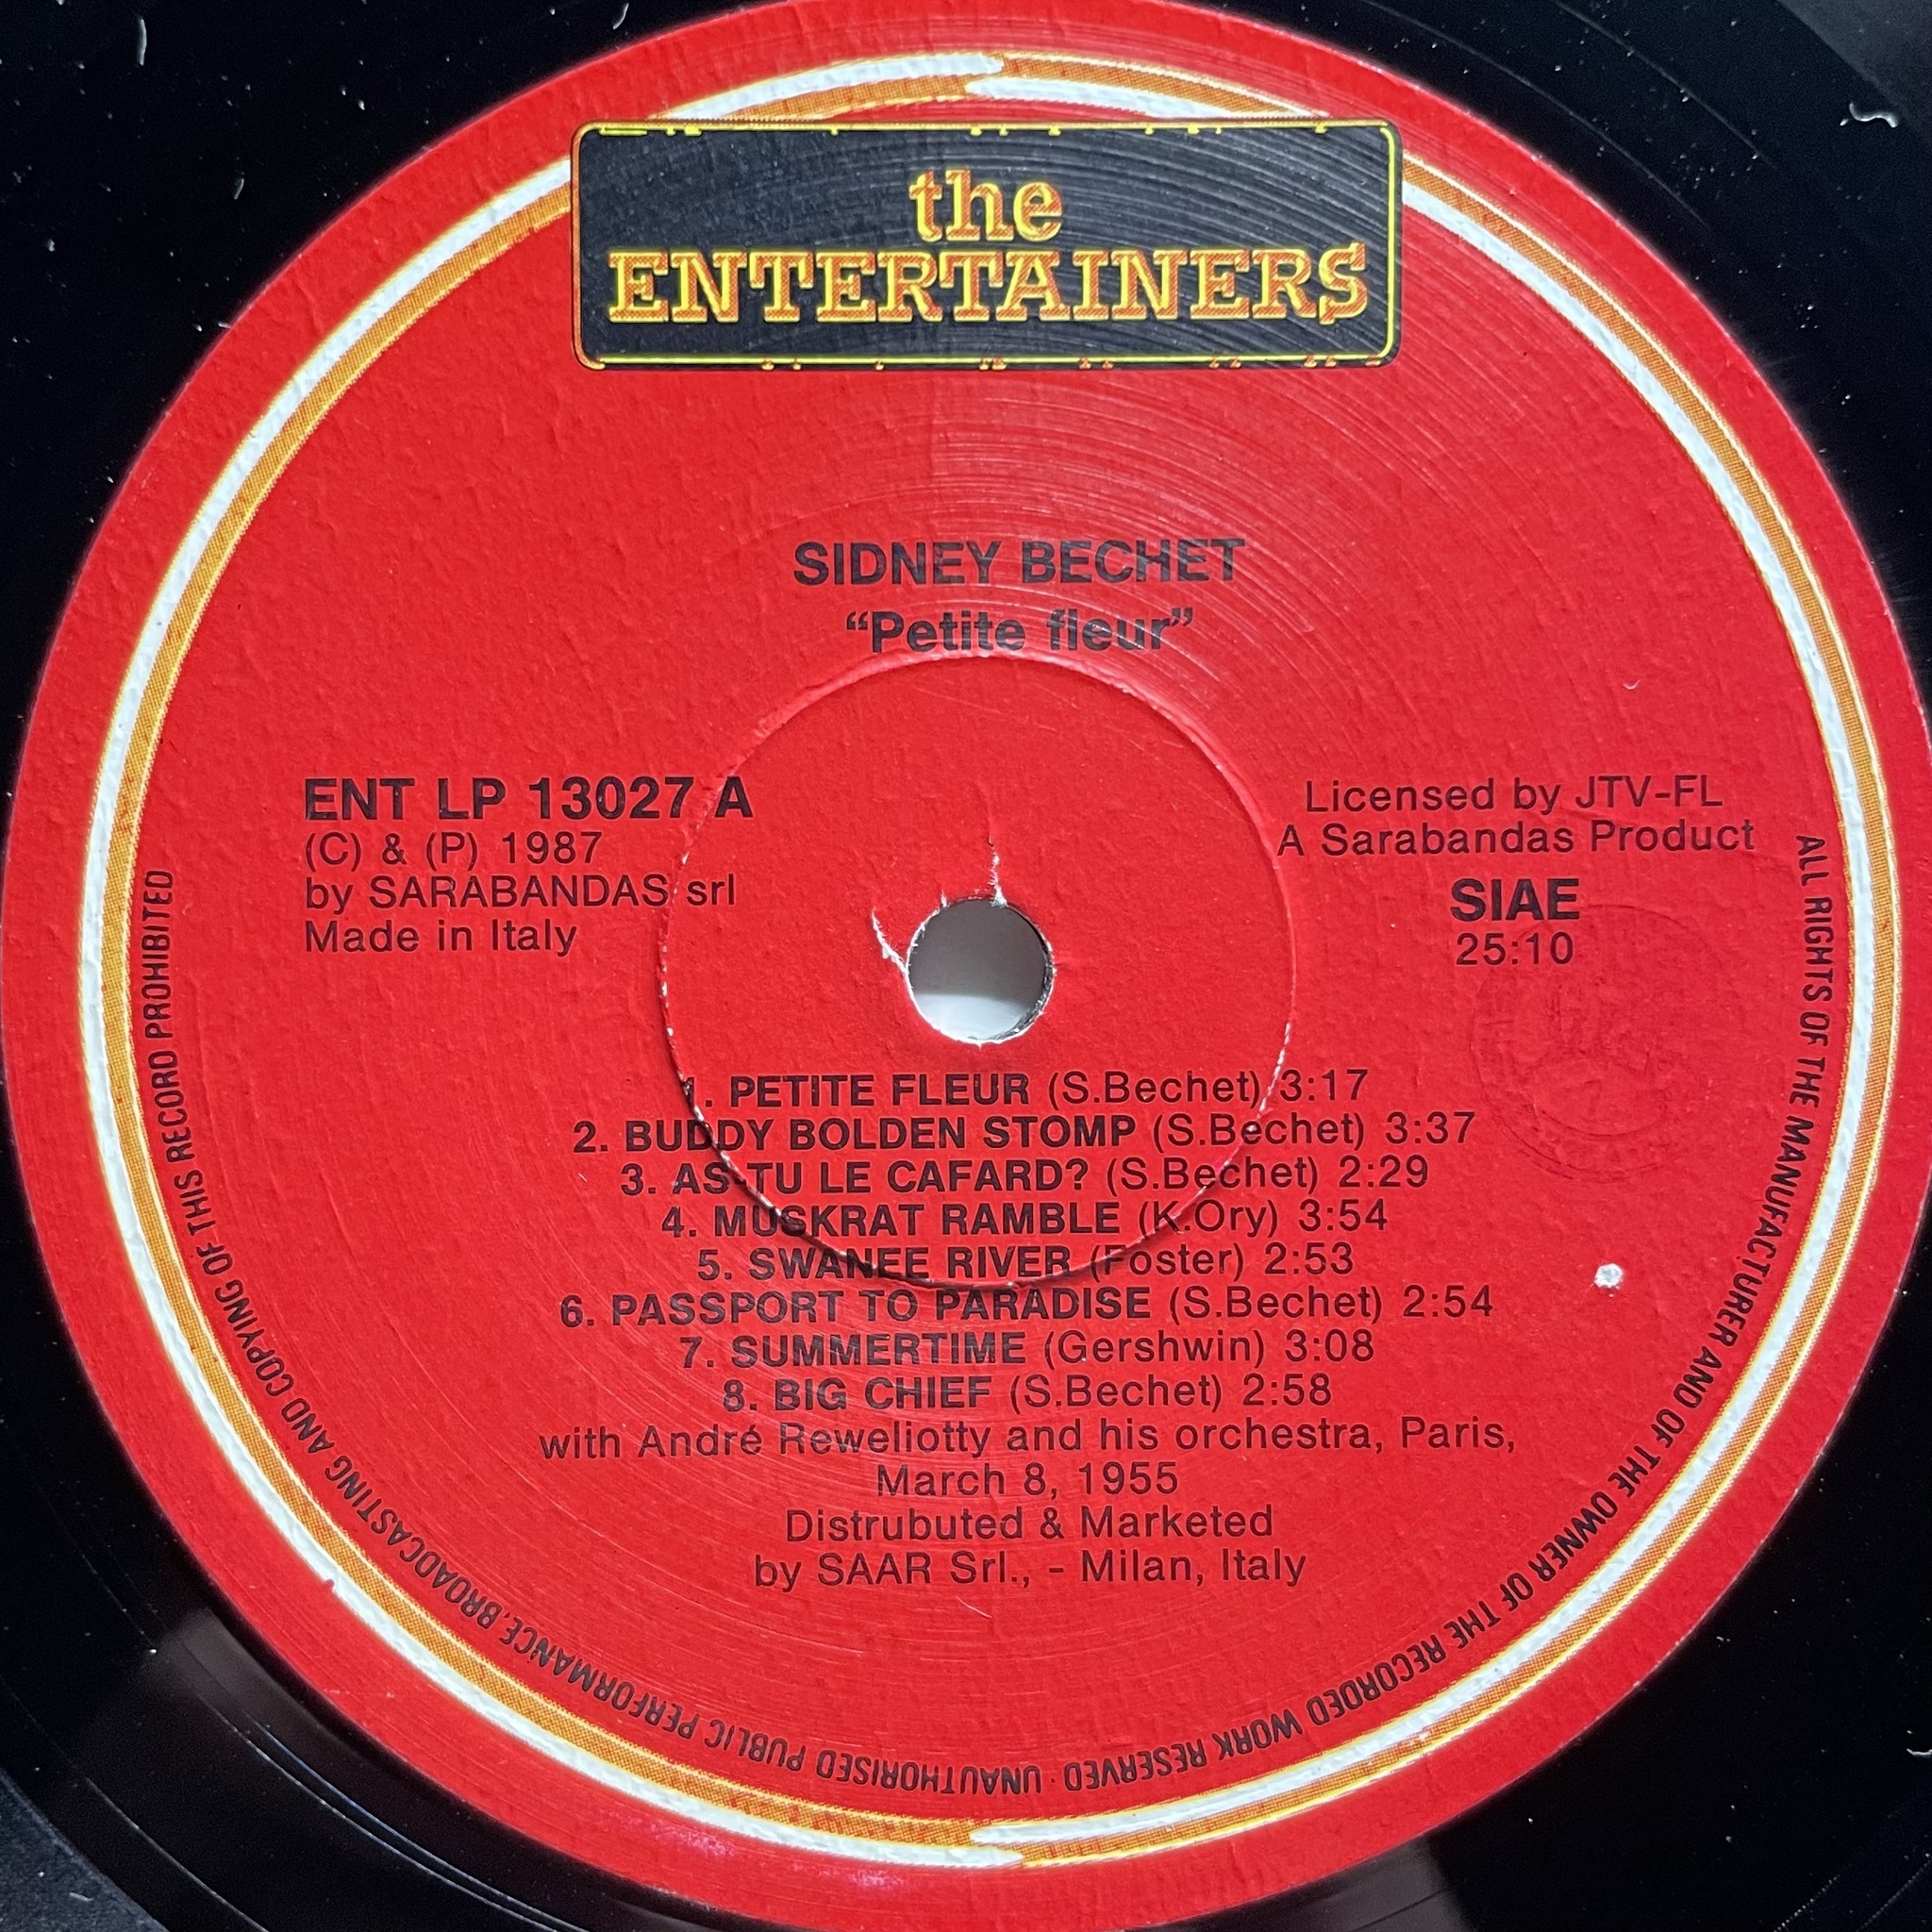 the
ENTERTAINERS
SIDNEY BECHET
“Petite fleur”
ENT LP 13027 A
(C) & (P) 1987
by SARABANDAS srl
Made in Italy
Licensed by JTV-FL
A Sarabandas Product
SIAE
25:10
1. PETITE FLEUR (S.Bechet) 3:17
2. BUDDY BOLDEN STOMP (S.Bechet) 3:37
3. AS-TU LE CAFARD? (S.Bechet) 2:29
4. MUSKRAT RAMBLE (K.Ory) 3:54
5. SWANEE RIVER (Foster) 2:53
6. PASSPORT TO PARADISE (S.Bechet) 2:54
7. SUMMERTIME (Gershwin) 3:08
8. BIG CHIEF (S.Bechet) 2:58
with André Reweliotty and his orchestra, Paris,
March 8, 1955
Distrubuted & Marketed
by SAAR Srl., - Milan, Italy
ALL RIGHTS OF THE MANUFACTURER AND OF THE OWNER OF THE RECORDED WORK RESERVED · UNAUTHORISED PUBLIC PERFORMANCE, BROADCASTING AND COPYING OF THIS RECORD PROHIBITED